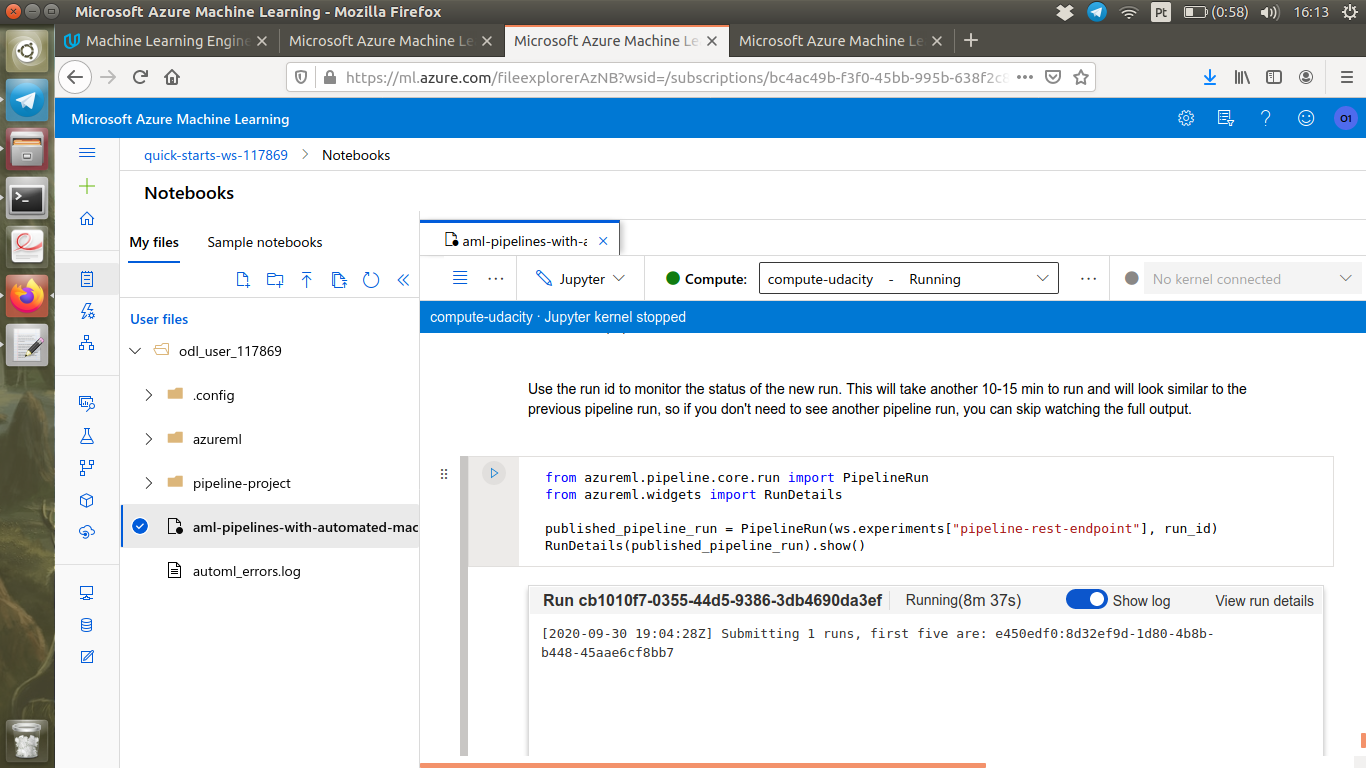 Microsoft Azure Machine Learning - Mozilla Firefox
Pt
(0:58)
16:13
Machine Learning Engine
Microsoft Azure Machine Le
Microsoft Azure Machine Le
Microsoft Azure Machine Le
https://ml.azure.com/fileexplorerAzNB?wsid=/subscriptions/bc4ac49b-f3f0-45bb-995b-638f2c8
Microsoft Azure Machine Learning
O1
quick-starts-ws-117869 > Notebooks
Notebooks
My files
Sample notebooks
aml-pipelines-with-a
Jupyter
Compute:
compute-udacity - Running
No kernel connected
compute-udacity · Jupyter kernel stopped
User files
odl_user_117869
.config
azureml
pipeline-project
aml-pipelines-with-automated-mac
automl_errors.log
Use the run id to monitor the status of the new run. This will take another 10-15 min to run and will look similar to the
previous pipeline run, so if you don't need to see another pipeline run, you can skip watching the full output.
from azureml.pipeline.core.run import PipelineRun
from azureml.widgets import RunDetails
published_pipeline_run = PipelineRun(ws.experiments["pipeline-rest-endpoint"], run_id)
RunDetails(published_pipeline_run).show()
Run cb1010f7-0355-44d5-9386-3db4690da3ef
Running(8m 37s)
Show log
View run details
[2020-09-30 19:04:28Z] Submitting 1 runs, first five are: e450edf0:8d32ef9d-1d80-4b8b-
b448-45aae6cf8bb7